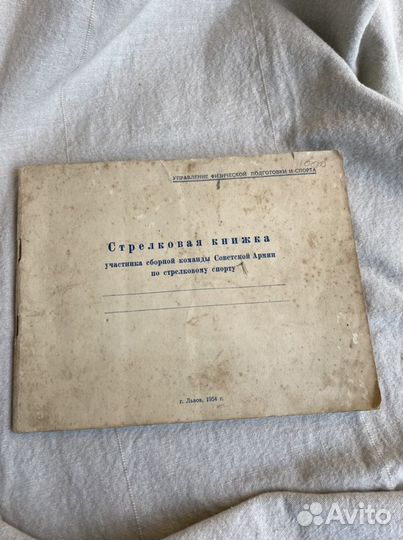 УПРАВЛЕНИЕ ФИЗИЧЕСКОЙ ПОДГОТОВКИ И СПОРТА
Стрелковая книжка
участника сборной команды Советской Армии
по стрелковому спорту
г. Львов, 1954 г.
Avito